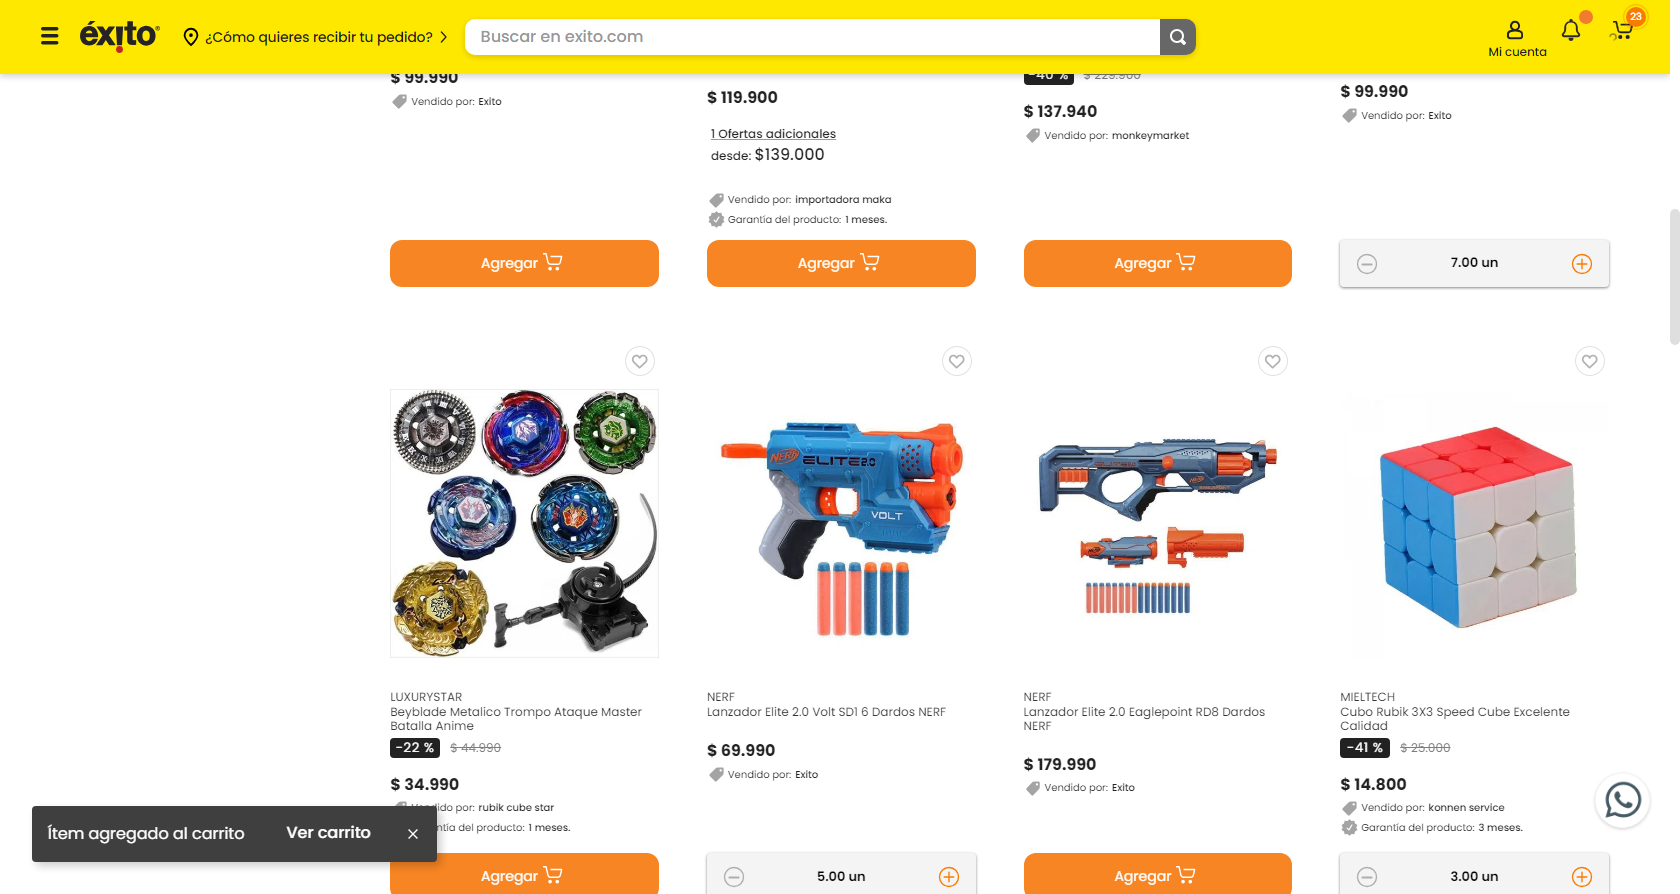 éxito
¿Cómo quieres recibir tu pedido?
Buscar en exito.com
Mi cuenta
23
$ 99.990
Vendido por: Exito
$ 119.900
1 Ofertas adicionales
desde: $139.000
Vendido por: importadora maka
Garantía del producto: 1 meses.
-40 % $ 229.900
$ 137.940
Vendido por: monkeymarket
$ 99.990
Vendido por: Exito
Agregar
Agregar
Agregar
7.00 un
NERF ELITE 2.0
VOLT
LUXURYSTAR
Beyblade Metalico Trompo Ataque Master
Batalla Anime
-22 % $ 44.990
$ 34.990
Vendido por: rubik cube star
ntía del producto: 1 meses.
Agregar
NERF
Lanzador Elite 2.0 Volt SD1 6 Dardos NERF
$ 69.990
Vendido por: Exito
5.00 un
NERF
Lanzador Elite 2.0 Eaglepoint RD8 Dardos
NERF
$ 179.990
Vendido por: Exito
Agregar
MIELTECH
Cubo Rubik 3X3 Speed Cube Excelente
Calidad
-41 % $ 25.000
$ 14.800
Vendido por: konnen service
Garantía del producto: 3 meses.
3.00 un
Ítem agregado al carrito Ver carrito